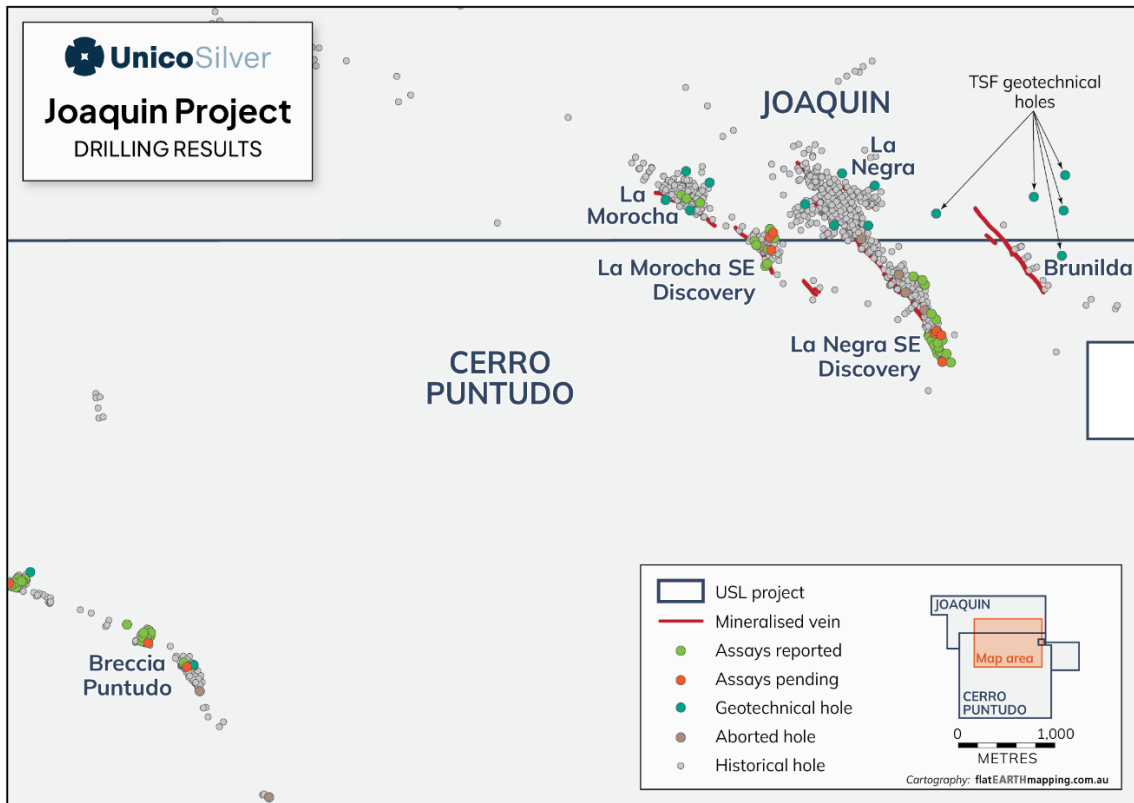 UnicoSilver
Joaquin Project
DRILLING RESULTS
TSF geotechnical
holes
JOAQUIN
La
Negra
La
Morocha
La Morocha SE
Discovery
Brunilda
La Negra SE
Discovery
CERRO
PUNTUDO
Breccia
Puntudo
USL project
Mineralised vein
Assays reported
Assays pending
Geotechnical hole
Aborted hole
Historical hole
JOAQUIN
Map area
CERRO
PUNTUDO
0 1,000
METRES
Cartography: flatEARTHmapping.com.au